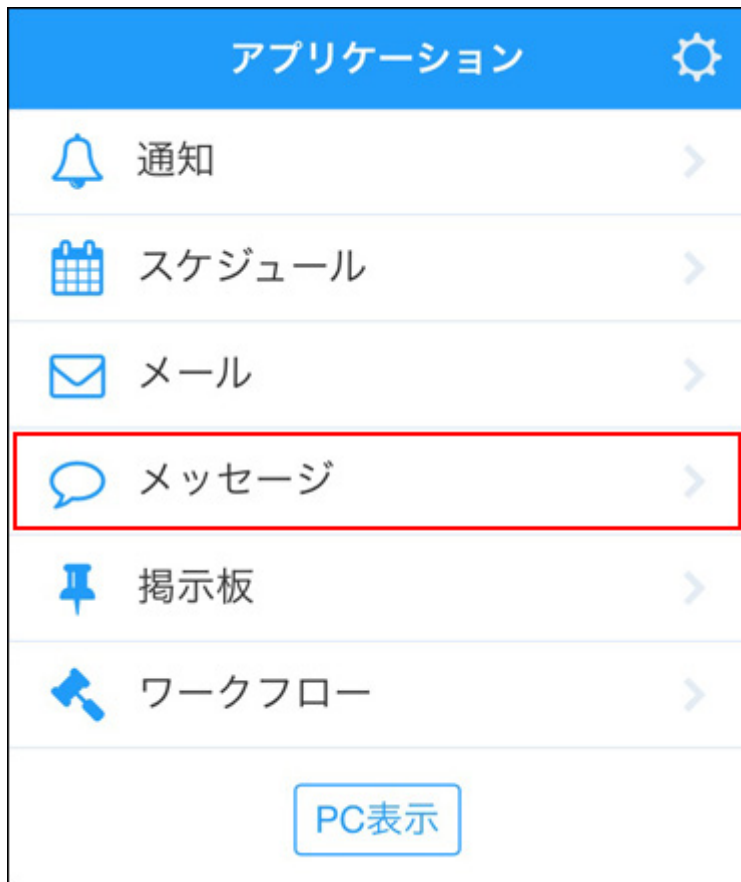 アプリケーション
通知
スケジュール
メール
メッセージ
掲示板
ワークフロー
PC表示